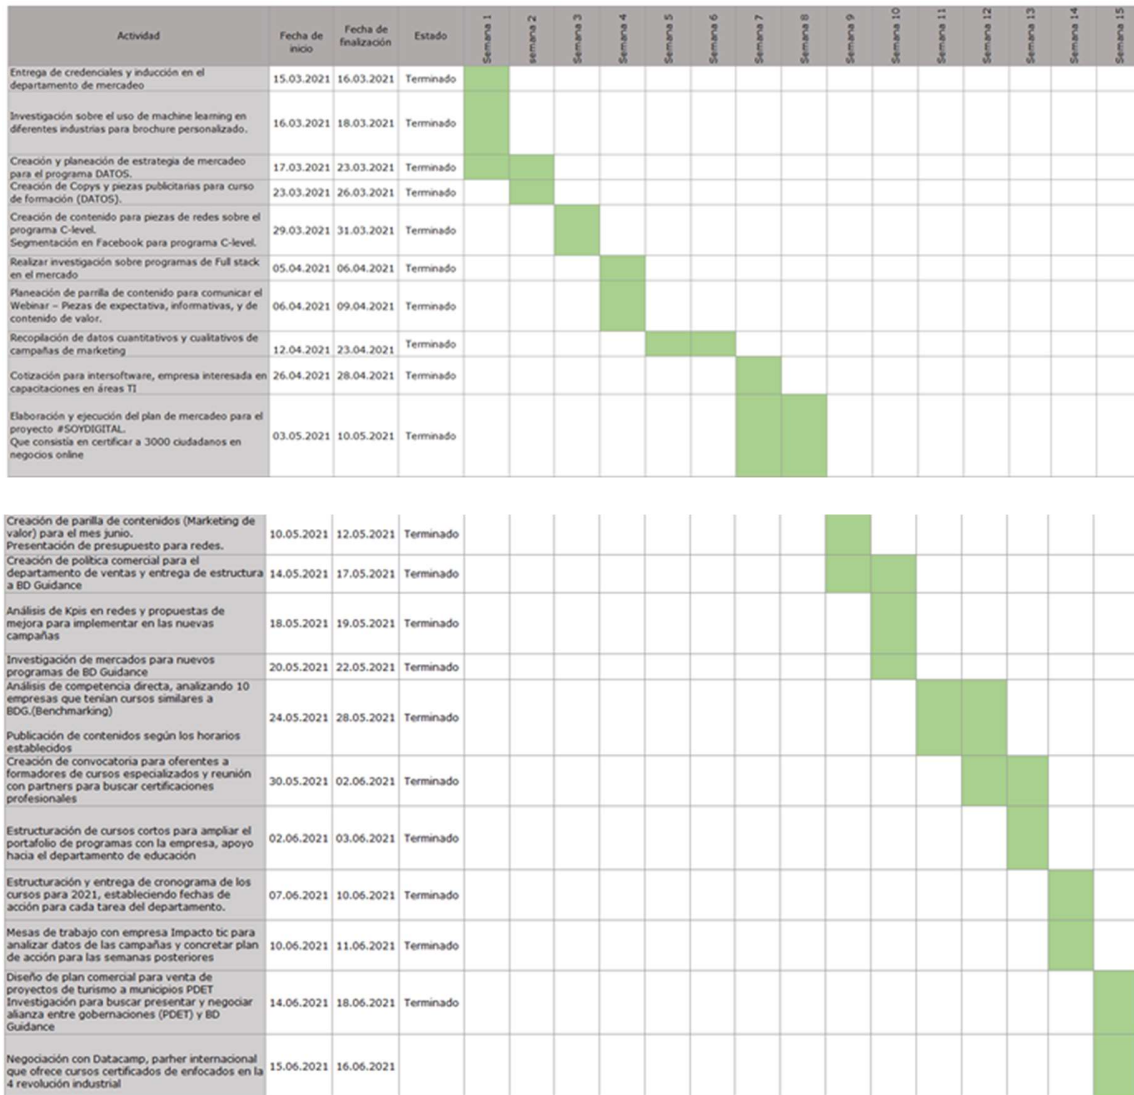 Actividad Fecha de inicio Fecha de finalización Estado Semana 1 semana 2 Semana 3 Semana 4 Semana 5 Semana 6 Semana 7 Semana 8 Semana 9 Semana 10 Semana 11 Semana 12 Semana 13 Semana 14 Semana 15
Entrega de credenciales y inducción en el
departamento de mercadeo
15.03.2021 16.03.2021 Terminado
Investigación sobre el uso de machine learning en
diferentes industrias para brochure personalizado.
16.03.2021 18.03.2021 Terminado
Creación y planeación de estrategia de mercadeo
para el programa DATOS.
17.03.2021 23.03.2021 Terminado
Creación de Copys y piezas publicitarias para curso
de formación (DATOS).
23.03.2021 26.03.2021 Terminado
Creación de contenido para piezas de redes sobre el
programa C-level.
Segmentación en Facebook para programa C-level.
29.03.2021 31.03.2021 Terminado
Realizar investigación sobre programas de Full stack
en el mercado
05.04.2021 06.04.2021 Terminado
Planeación de parrilla de contenido para comunicar el
Webinar – Piezas de expectativa, informativas, y de
contenido de valor.
06.04.2021 09.04.2021 Terminado
Recopilación de datos cuantitativos y cualitativos de
campañas de marketing
12.04.2021 23.04.2021 Terminado
Cotización para intersoftware, empresa interesada en
capacitaciones en áreas TI
26.04.2021 28.04.2021 Terminado
Elaboración y ejecución del plan de mercadeo para el
proyecto #SOYDIGITAL.
Que consistía en certificar a 3000 ciudadanos en
negocios online
03.05.2021 10.05.2021 Terminado
Creación de parilla de contenidos (Marketing de
valor) para el mes junio.
Presentación de presupuesto para redes.
10.05.2021 12.05.2021 Terminado
Creación de política comercial para el
departamento de ventas y entrega de estructura
a BD Guidance
14.05.2021 17.05.2021 Terminado
Análisis de Kpis en redes y propuestas de
mejora para implementar en las nuevas
campañas
18.05.2021 19.05.2021 Terminado
Investigación de mercados para nuevos
programas de BD Guidance
20.05.2021 22.05.2021 Terminado
Análisis de competencia directa, analizando 10
empresas que tenían cursos similares a
BDG.(Benchmarking)
Publicación de contenidos según los horarios
establecidos
24.05.2021 28.05.2021 Terminado
Creación de convocatoria para oferentes a
formadores de cursos especializados y reunión
con partners para buscar certificaciones
profesionales
30.05.2021 02.06.2021 Terminado
Estructuración de cursos cortos para ampliar el
portafolio de programas con la empresa, apoyo
hacia el departamento de educación
02.06.2021 03.06.2021 Terminado
Estructuración y entrega de cronograma de los
cursos para 2021, estableciendo fechas de
acción para cada tarea del departamento.
07.06.2021 10.06.2021 Terminado
Mesas de trabajo con empresa Impacto tic para
analizar datos de las campañas y concretar plan
de acción para las semanas posteriores
10.06.2021 11.06.2021 Terminado
Diseño de plan comercial para venta de
proyectos de turismo a municipios PDET
Investigación para buscar presentar y negociar
alianza entre gobernaciones (PDET) y BD
Guidance
14.06.2021 18.06.2021 Terminado
Negociación con Datacamp, parher internacional
que ofrece cursos certificados de enfocados en la
4 revolución industrial
15.06.2021 16.06.2021